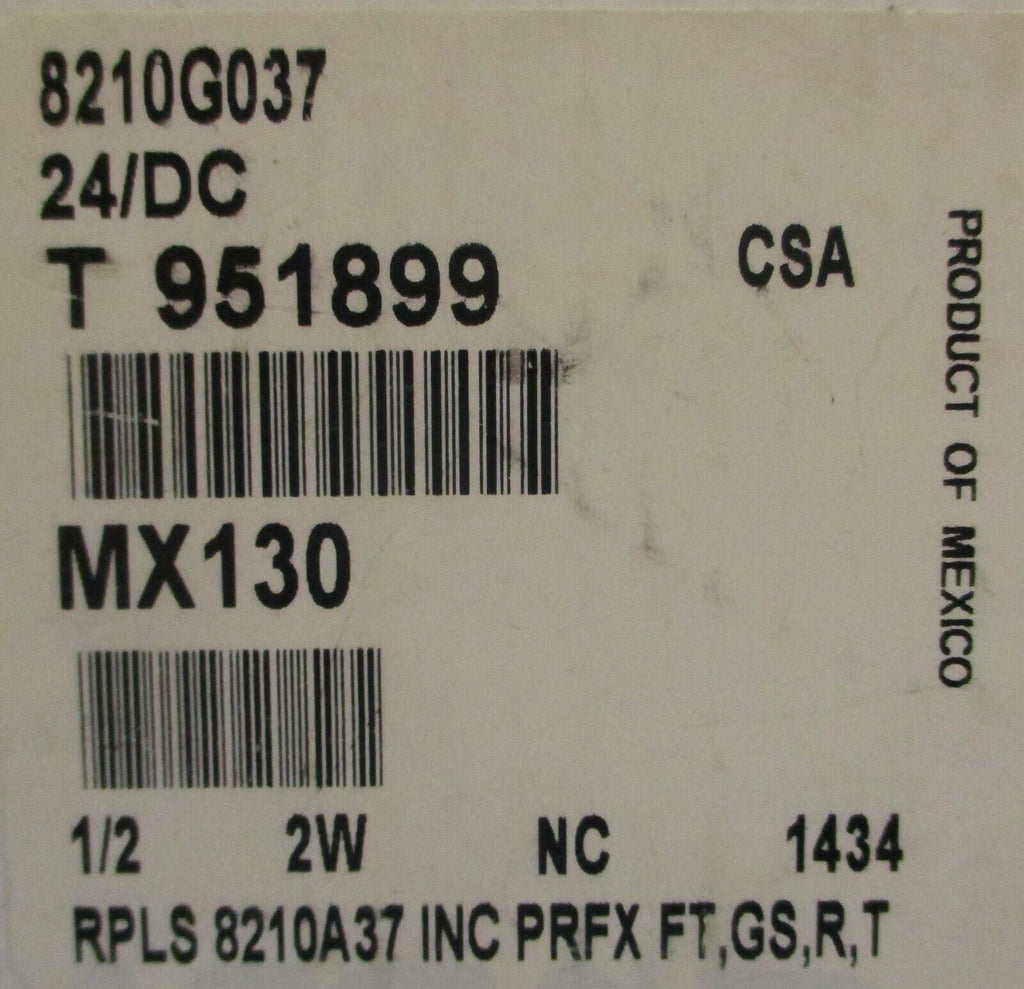 8210G037
24/DC
T 951899
CSA
PRODUCT OF MEXICO
MX130
1/2 2W NC 1434
RPLS 8210A37 INC PRFX FT,GS,R,T